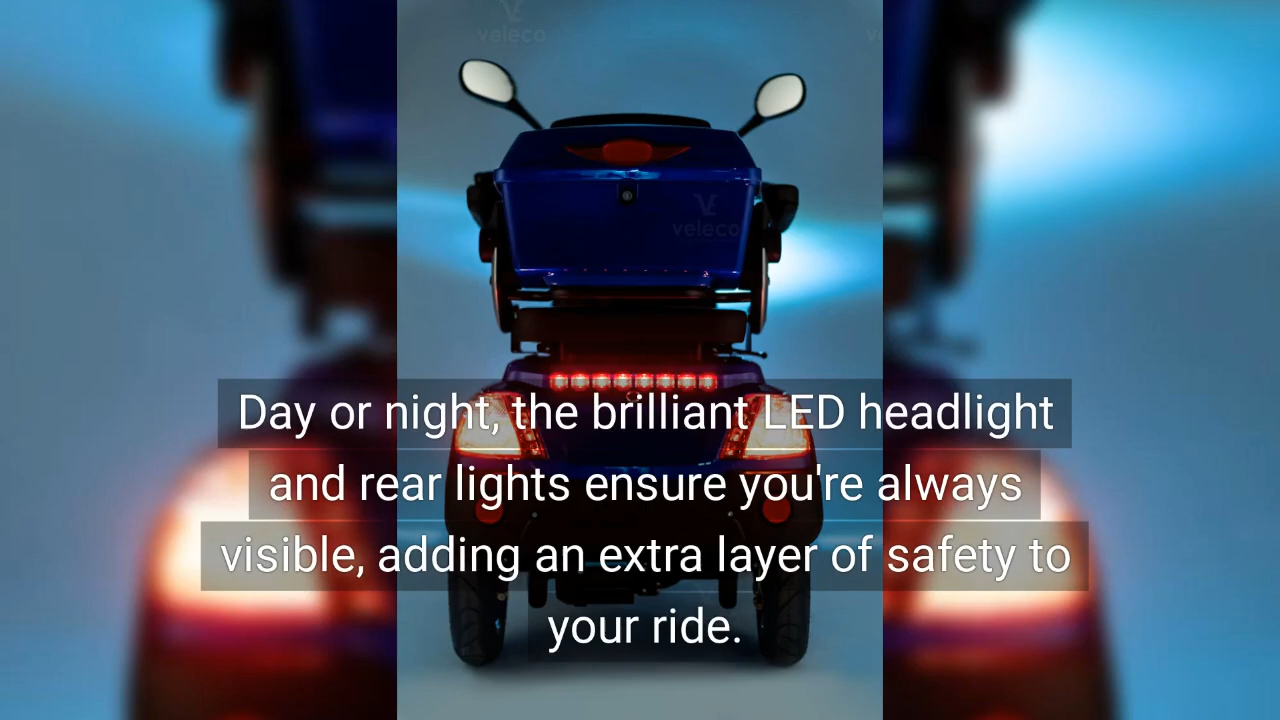 veleco
veleco
Day or night, the brilliant LED headlight
and rear lights ensure you're always
visible, adding an extra layer of safety to
your ride.